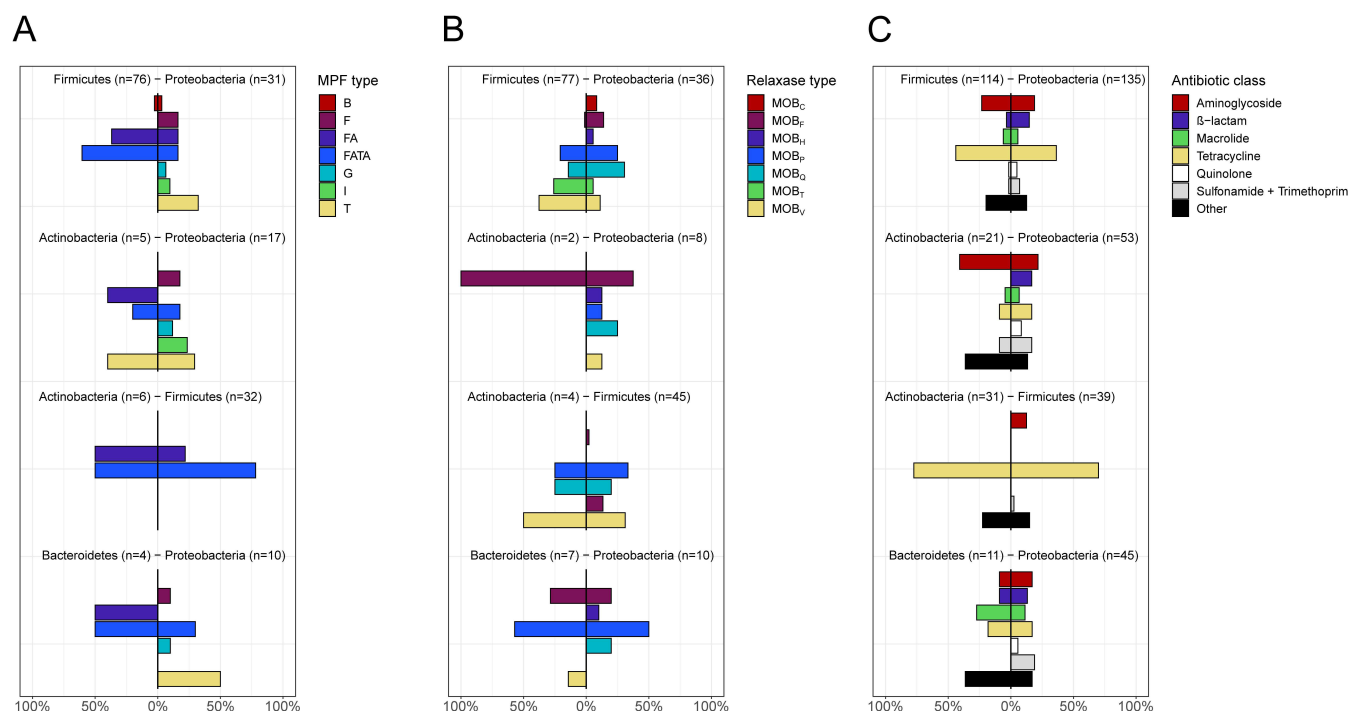 A
Firmicutes (n=76) − Proteobacteria (n=31)
Actinobacteria (n=5) − Proteobacteria (n=17)
Actinobacteria (n=6) − Firmicutes (n=32)
Bacteroidetes (n=4) − Proteobacteria (n=10)
100% 50% 0% 50% 100%
MPF type
B
F
FA
FATA
G
I
T
B
Firmicutes (n=77) − Proteobacteria (n=36)
Actinobacteria (n=2) − Proteobacteria (n=8)
Actinobacteria (n=4) − Firmicutes (n=45)
Bacteroidetes (n=7) − Proteobacteria (n=10)
100% 50% 0% 50% 100%
Relaxase type
MOBC
MOBF
MOBH
MOBP
MOBQ
MOBT
MOBV
C
Firmicutes (n=114) − Proteobacteria (n=135)
Actinobacteria (n=21) − Proteobacteria (n=53)
Actinobacteria (n=31) − Firmicutes (n=39)
Bacteroidetes (n=11) − Proteobacteria (n=45)
100% 50% 0% 50% 100%
Antibiotic class
Aminoglycoside
ß−lactam
Macrolide
Tetracycline
Quinolone
Sulfonamide + Trimethoprim
Other